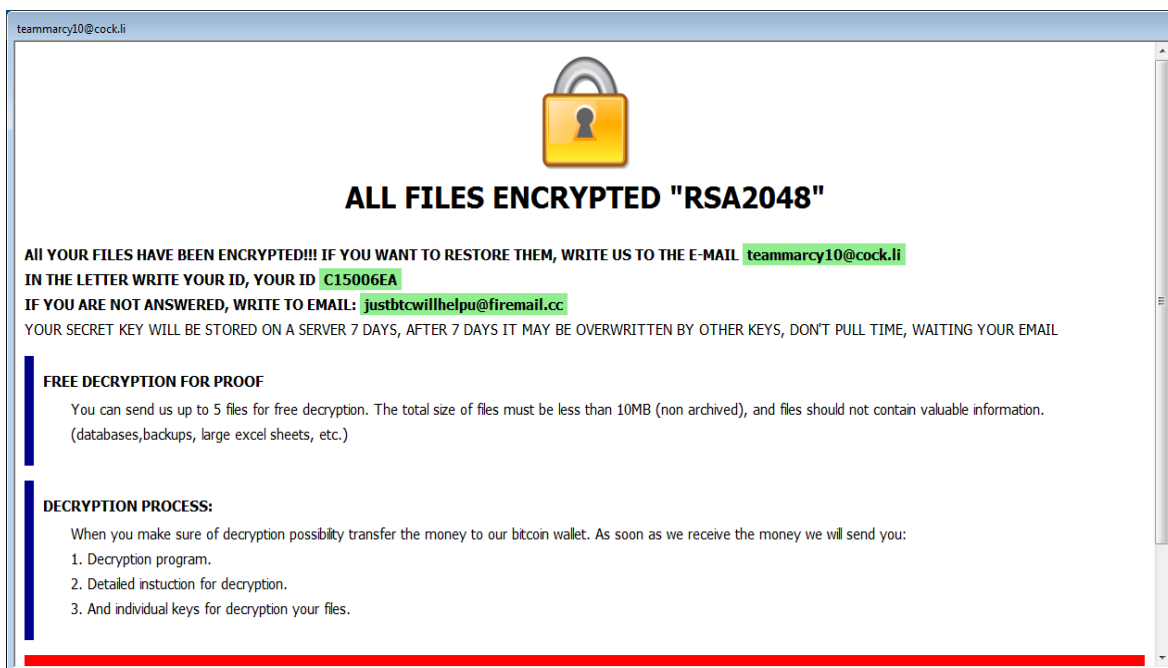 teammarcy10@cock.li
ALL FILES ENCRYPTED "RSA2048"
All YOUR FILES HAVE BEEN ENCRYPTED!!! IF YOU WANT TO RESTORE THEM, WRITE US TO THE E-MAIL teammarcy10@cock.li
IN THE LETTER WRITE YOUR ID, YOUR ID C15006EA
IF YOU ARE NOT ANSWERED, WRITE TO EMAIL: justbtcwillhelpu@firemail.cc
YOUR SECRET KEY WILL BE STORED ON A SERVER 7 DAYS, AFTER 7 DAYS IT MAY BE OVERWRITTEN BY OTHER KEYS, DON'T PULL TIME, WAITING YOUR EMAIL
FREE DECRYPTION FOR PROOF
You can send us up to 5 files for free decryption. The total size of files must be less than 10MB (non archived), and files should not contain valuable information.
(databases,backups, large excel sheets, etc.)
DECRYPTION PROCESS:
When you make sure of decryption possibility transfer the money to our bitcoin wallet. As soon as we receive the money we will send you:
1. Decryption program.
2. Detailed instuction for decryption.
3. And individual keys for decryption your files.